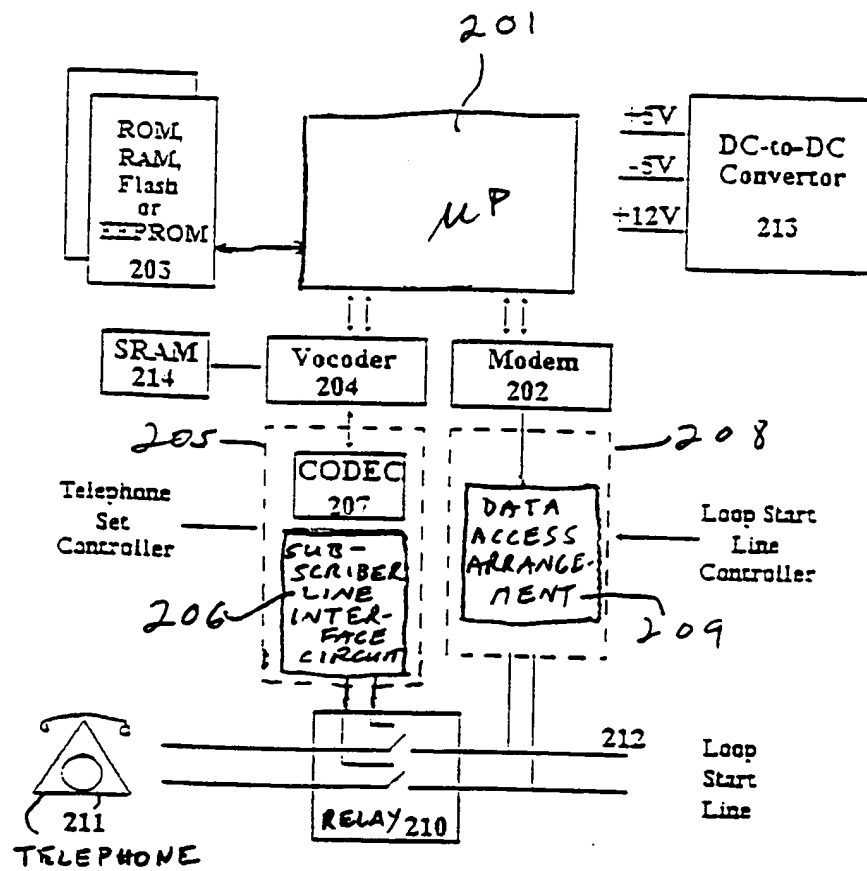 201
ROM,
RAM,
Flash
or
EEPROM
203
μP
+5V
-5V
+12V
DC-to-DC
Convertor
213
SRAM
214
Vocoder
204
Modem
202
205
208
Telephone
Set
Controller
CODEC
207
SUB-
SCRIBER
LINE
INTER-
FACE
CIRCUIT
206
DATA
ACCESS
ARRANGE-
MENT
209
Loop Start
Line
Controller
212
Loop
Start
Line
211
TELEPHONE
RELAY 210